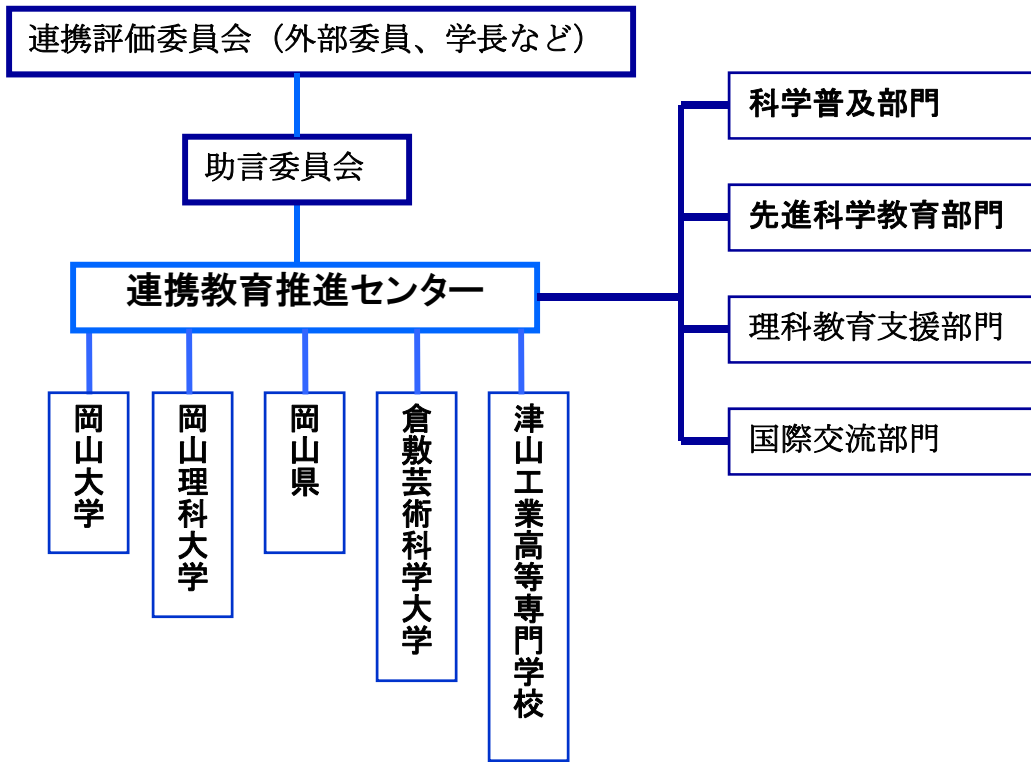 連携評価委員会（外部委員、学長など）
助言委員会
連携教育推進センター
岡山大学
岡山理科大学
岡山県
倉敷芸術科学大学
津山工業高等専門学校
科学普及部門
先進科学教育部門
理科教育支援部門
国際交流部門